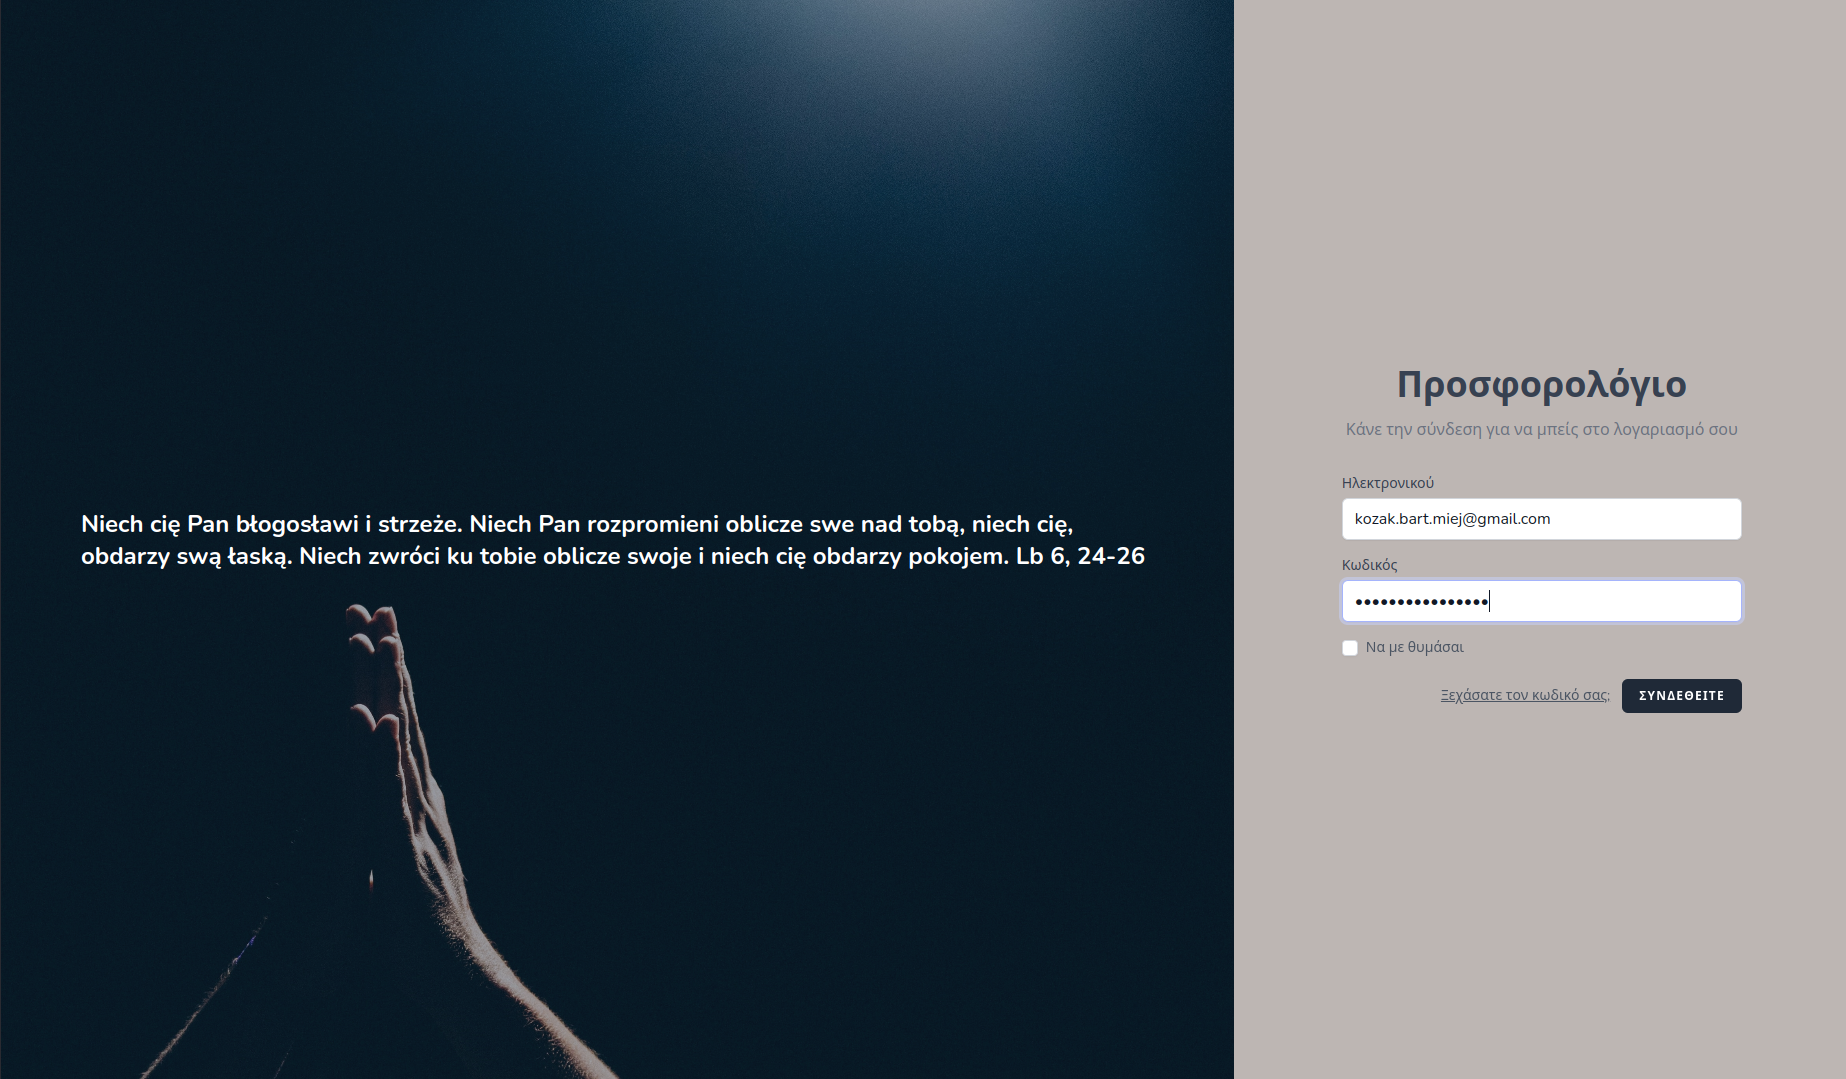 Niech cię Pan błogosławi i strzeże. Niech Pan rozpromieni oblicze swe nad tobą, niech cię,
obdarzy swą łaską. Niech zwróci ku tobie oblicze swoje i niech cię obdarzy pokojem. Lb 6, 24-26
Προσφορολόγιο
Κάνε την σύνδεση για να μπείς στο λογαριασμό σου
Ηλεκτρονικού
kozak.bart.miej@gmail.com
Κωδικός
••••••••••••••••
Να με θυμάσαι
Ξεχάσατε τον κωδικό σας;
ΣΥΝΔΕΘΕΙΤΕ